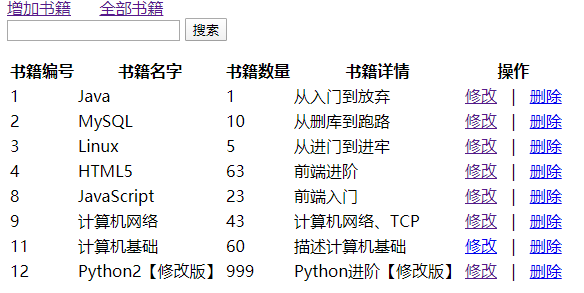 增加书籍 全部书籍
搜索
书籍编号 书籍名字 书籍数量 书籍详情 操作
1 Java 1 从入门到放弃 修改 | 删除
2 MySQL 10 从删库到跑路 修改 | 删除
3 Linux 5 从进门到进牢 修改 | 删除
4 HTML5 63 前端进阶 修改 | 删除
8 JavaScript 23 前端入门 修改 | 删除
9 计算机网络 43 计算机网络、TCP 修改 | 删除
11 计算机基础 60 描述计算机基础 修改 | 删除
12 Python2【修改版】 999 Python进阶【修改版】 修改 | 删除